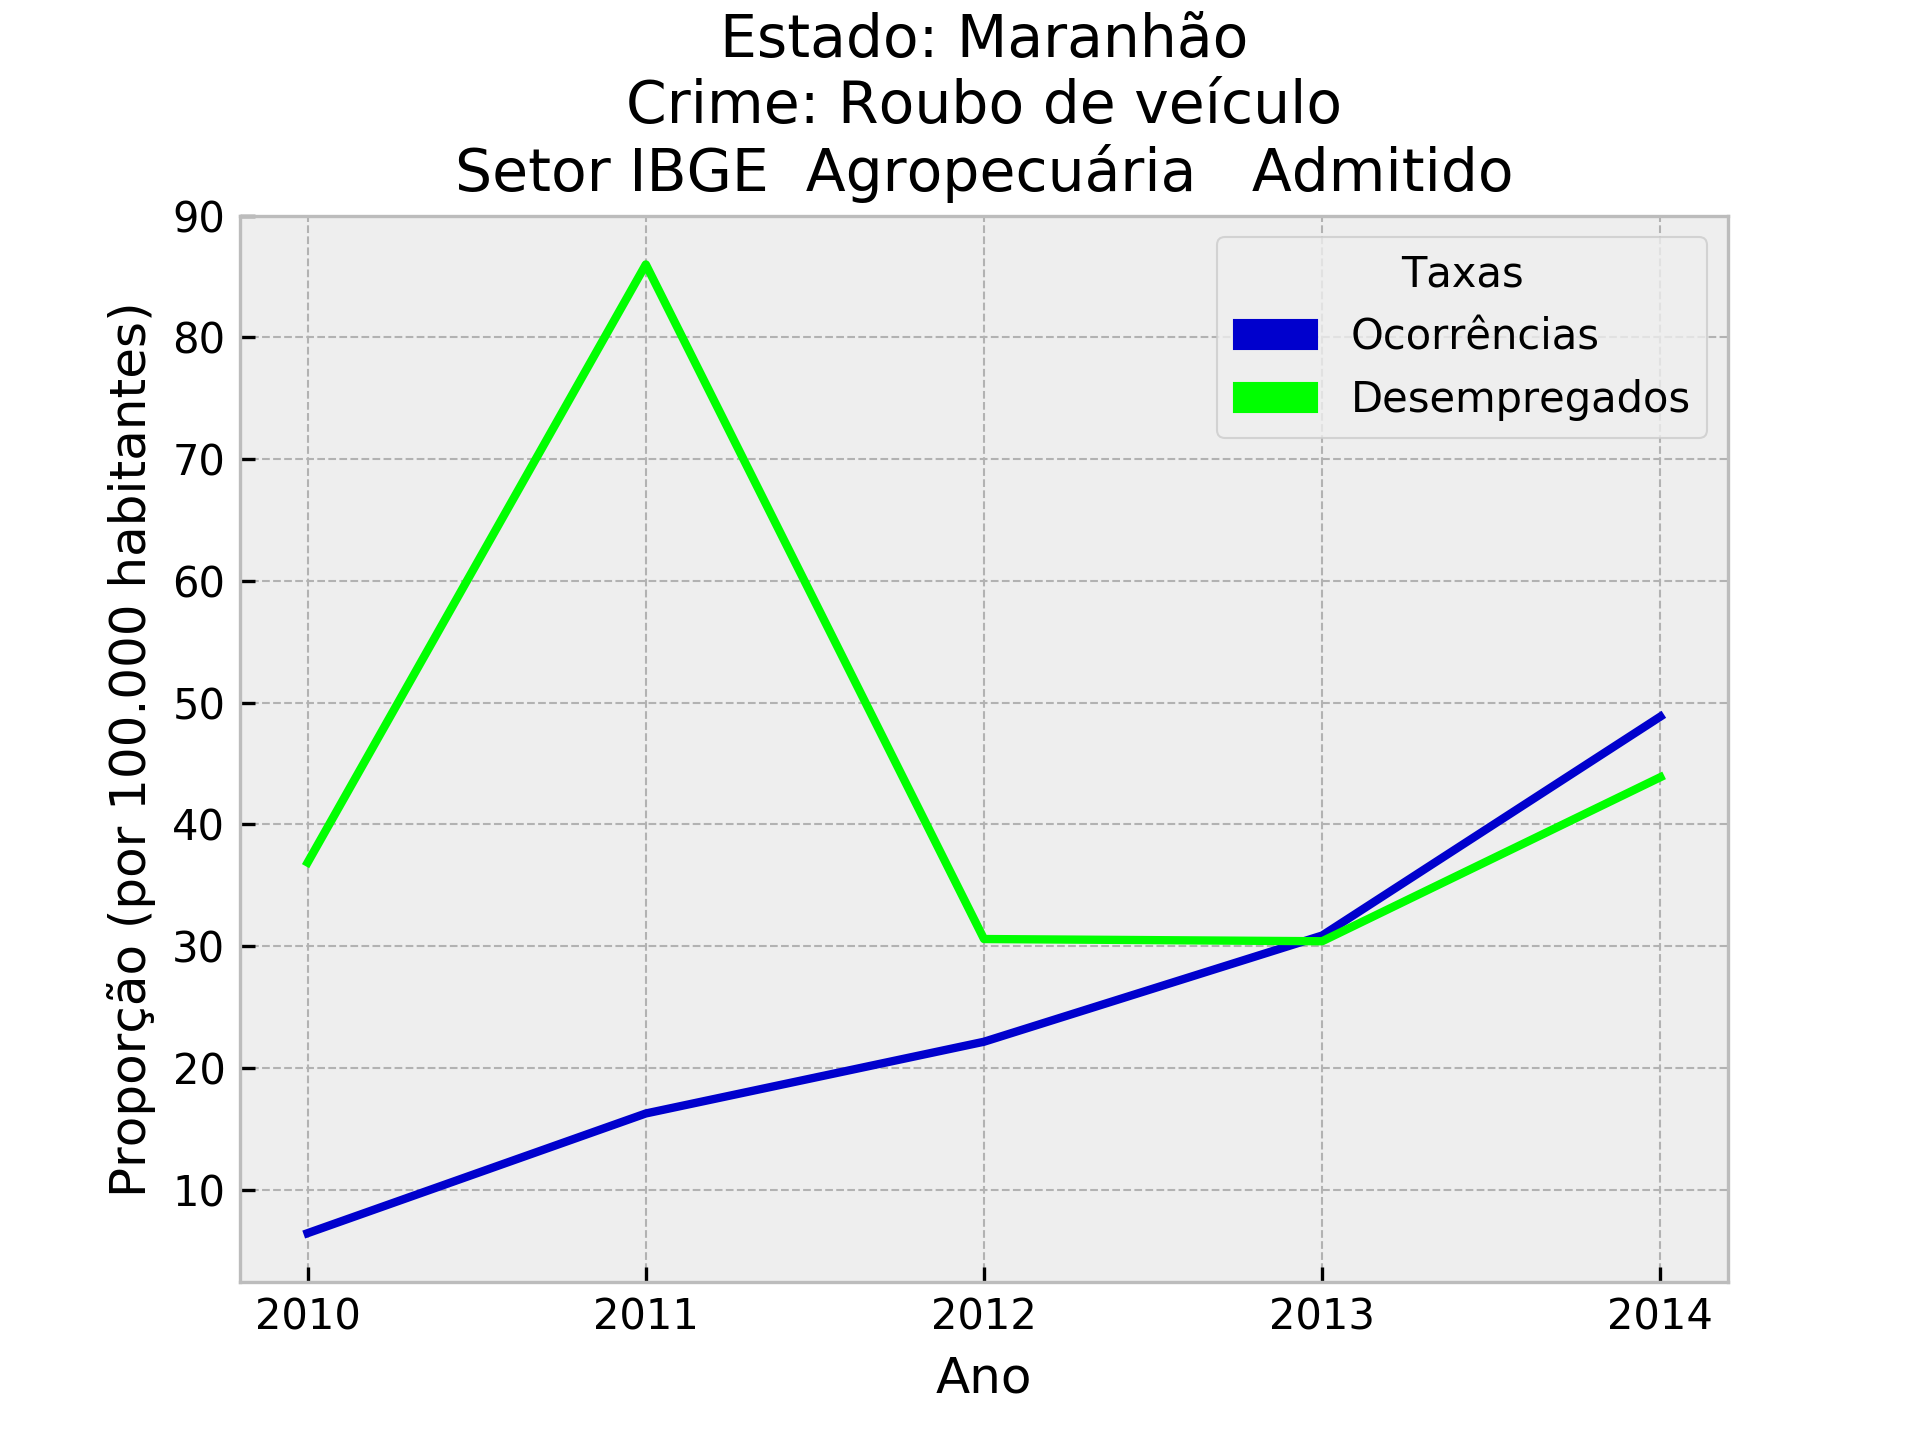 Estado: Maranhão
Crime: Roubo de veículo
Setor IBGE  Agropecuária   Admitido
Proporção (por 100.000 habitantes)
90
80
70
60
50
40
30
20
10
Taxas
Ocorrências
Desempregados
2010 2011 2012 2013 2014
Ano